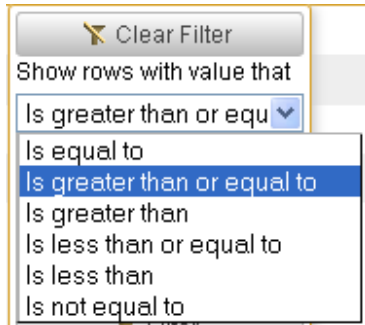 Clear Filter
Show rows with value that
Is greater than or equ
Is equal to
Is greater than or equal to
Is greater than
Is less than or equal to
Is less than
Is not equal to